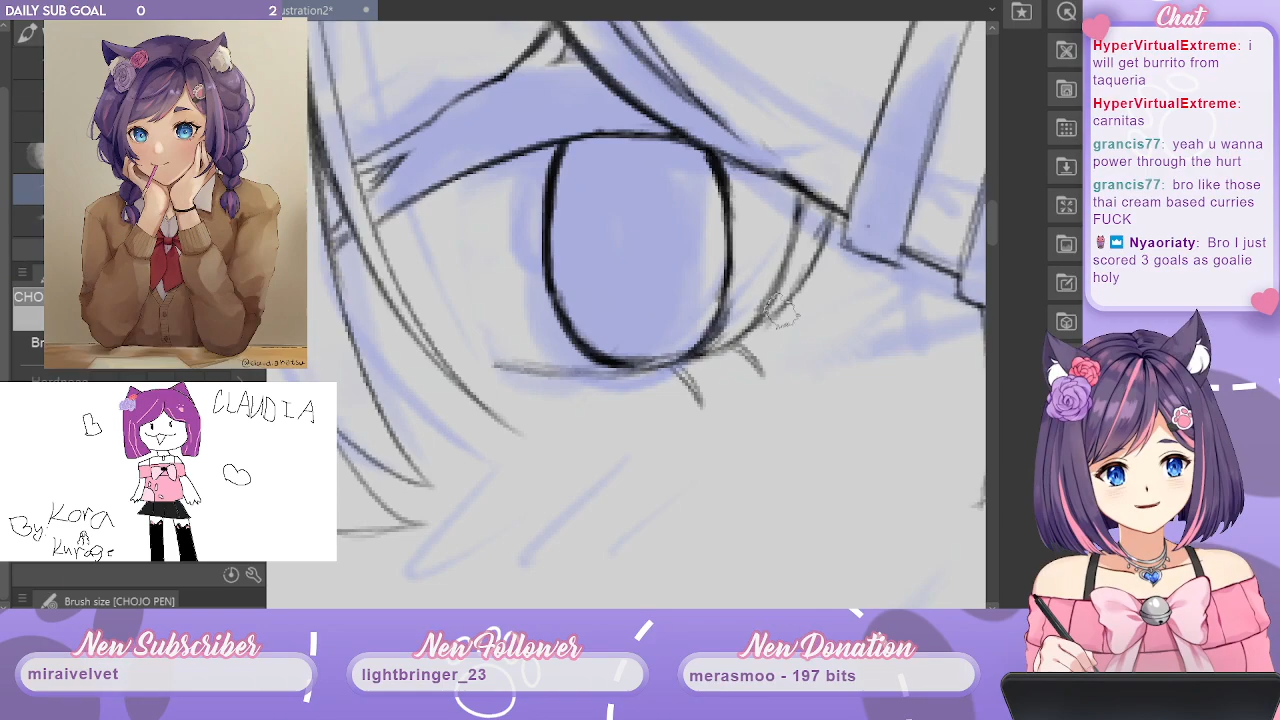 DAILY SUB GOAL 0 2
ustration2*
CHO
Br
Hardness
CLAUDIA
By Kora
Kurage
Brush size [CHOJO PEN]
Chat
HyperVirtualExtreme: i
will get burrito from
taqueria
HyperVirtualExtreme:
carnitas
grancis77: yeah u wanna
power through the hurt
grancis77: bro like those
thai cream based curries
FUCK
Nyaoriaty: Bro I just
scored 3 goals as goalie
holy
New Subscriber
miraivelvet
New Follower
lightbringer_23
New Donation
merasmoo - 197 bits